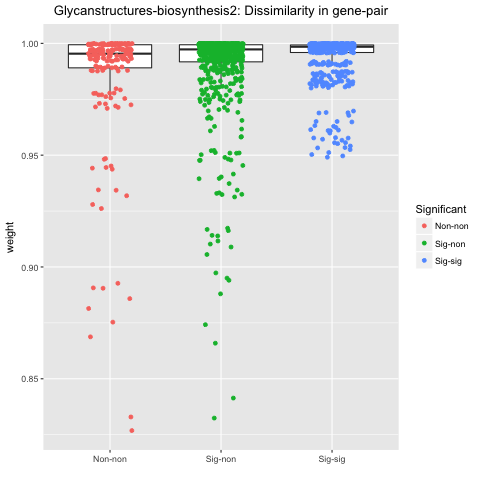 Glycanstructures-biosynthesis2: Dissimilarity in gene-pair
1.00
0.95
0.90
0.85
weight
Non-non
Sig-non
Sig-sig
Significant
Non-non
Sig-non
Sig-sig